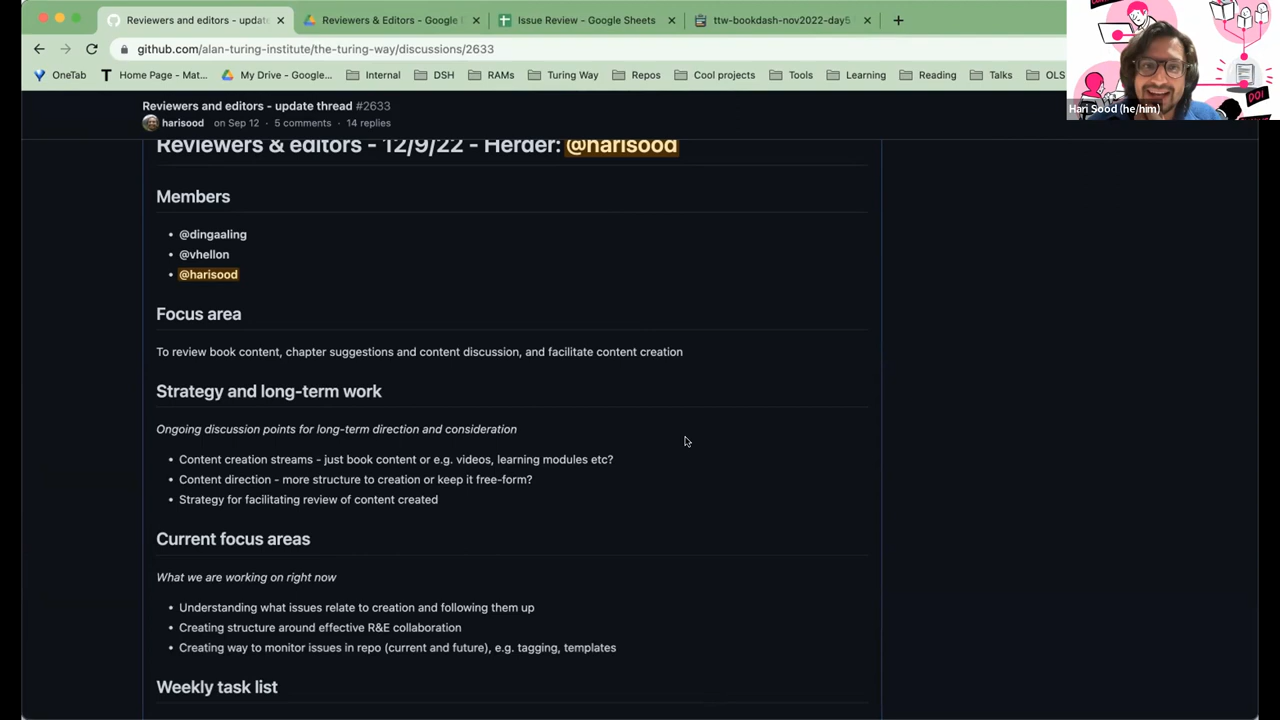 Reviewers and editors - updat
Reviewers & Editors - Google
Issue Review - Google Sheets
ttw-bookdash-nov2022-day5
github.com/alan-turing-institute/the-turing-way/discussions/2633
OneTab
Home Page - Mat...
My Drive - Google...
Internal
DSH
RAMs
Turing Way
Repos
Cool projects
Tools
Learning
Reading
Talks
OLS
DOI
Hari Sood (he/him)
Reviewers and editors - update thread #2633
harisood on Sep 12 · 5 comments · 14 replies
Reviewers & editors - 12/9/22 - Herder: @harisood
Members
• @dingaaling
• @vhellon
• @harisood
Focus area
To review book content, chapter suggestions and content discussion, and facilitate content creation
Strategy and long-term work
Ongoing discussion points for long-term direction and consideration
• Content creation streams - just book content or e.g. videos, learning modules etc?
• Content direction - more structure to creation or keep it free-form?
• Strategy for facilitating review of content created
Current focus areas
What we are working on right now
• Understanding what issues relate to creation and following them up
• Creating structure around effective R&E collaboration
• Creating way to monitor issues in repo (current and future), e.g. tagging, templates
Weekly task list